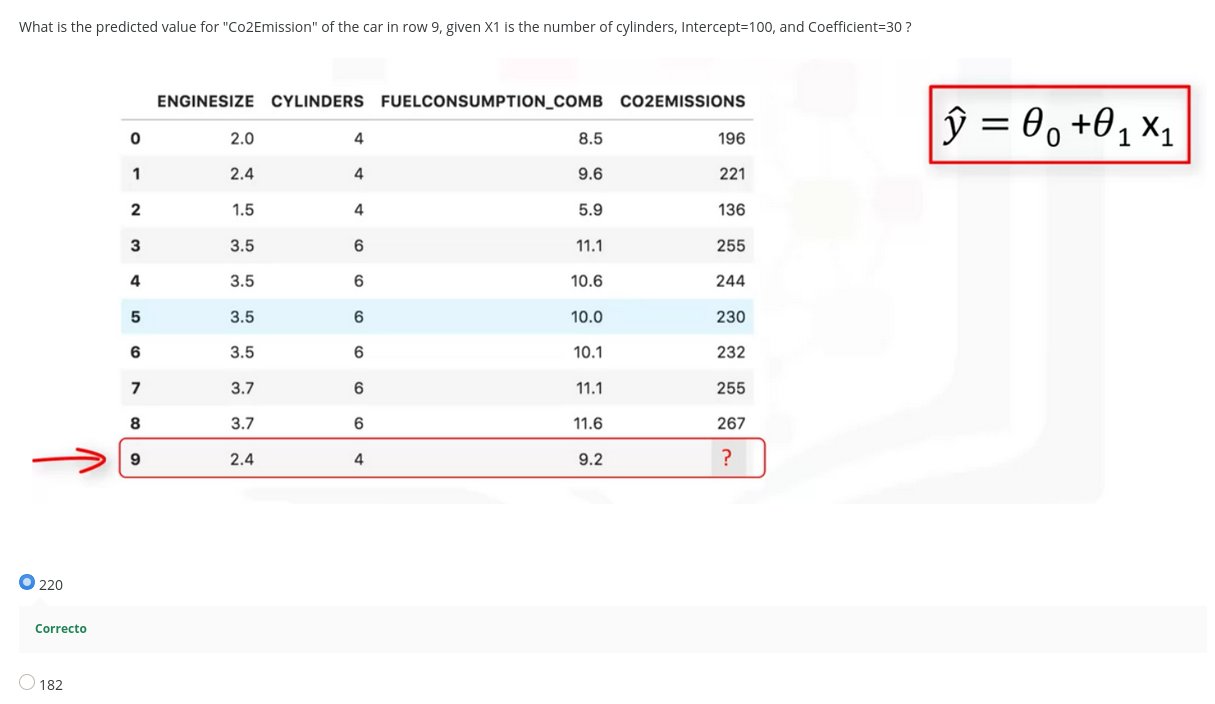 What is the predicted value for "Co2Emission" of the car in row 9, given X1 is the number of cylinders, Intercept=100, and Coefficient=30 ?
ENGINESIZE CYLINDERS FUELCONSUMPTION_COMB CO2EMISSIONS
ŷ = θ₀ +θ₁ x₁
0 2.0 4 8.5 196
1 2.4 4 9.6 221
2 1.5 4 5.9 136
3 3.5 6 11.1 255
4 3.5 6 10.6 244
5 3.5 6 10.0 230
6 3.5 6 10.1 232
7 3.7 6 11.1 255
8 3.7 6 11.6 267
9 2.4 4 9.2 ?
220
Correcto
182